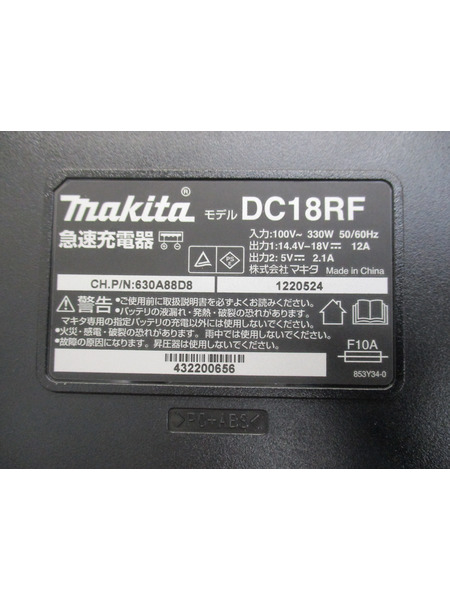 makita® モデル DC18RF
急速充電器
入力:100V~ 330W 50/60Hz
出力1:14.4V-18V⎓ 12A
出力2: 5V⎓ 2.1A
株式会社マキタ Made in China
PS E
CH.P/N:630A88D8 1220524
⚠警告 •ご使用前に取扱説明書を必ずよくお読みください。
•バッテリの液漏れ・発熱・破裂の恐れがあります。
マキタ専用の指定バッテリの充電以外には使用しないでください。
•火災・感電・破裂の恐れがあります。雨中では使用しないでください。
•故障の原因になる。昇圧器は使用しないでください。
F10A
853Y34-0
432200656
>PC+ABS<